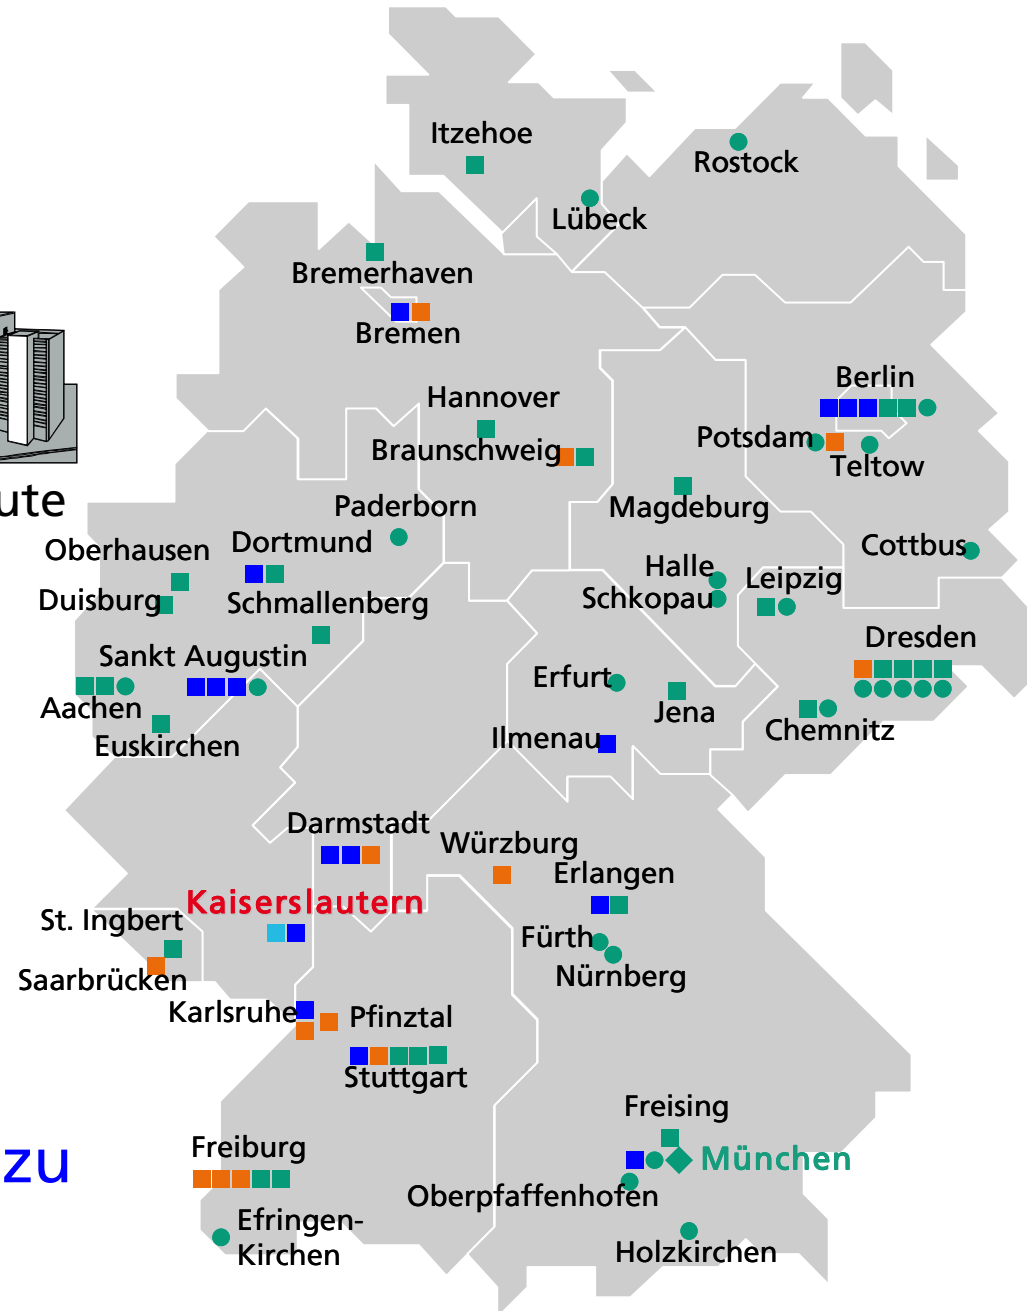 Itzehoe
Rostock
Lübeck
Bremerhaven
Bremen
Berlin
Hannover
Potsdam
Braunschweig
Teltow
ute
Paderborn
Magdeburg
Oberhausen
Dortmund
Cottbus
Halle
Leipzig
Duisburg
Schmallenberg
Schkopau
Dresden
Sankt Augustin
Erfurt
Aachen
Jena
Chemnitz
Euskirchen
Ilmenau
Darmstadt
Würzburg
Erlangen
Kaiserslautern
St. Ingbert
Fürth
Nürnberg
Saarbrücken
Karlsruhe
Pfinztal
Stuttgart
Freising
Freiburg
zu
München
Oberpfaffenhofen
Efringen-
Kirchen
Holzkirchen